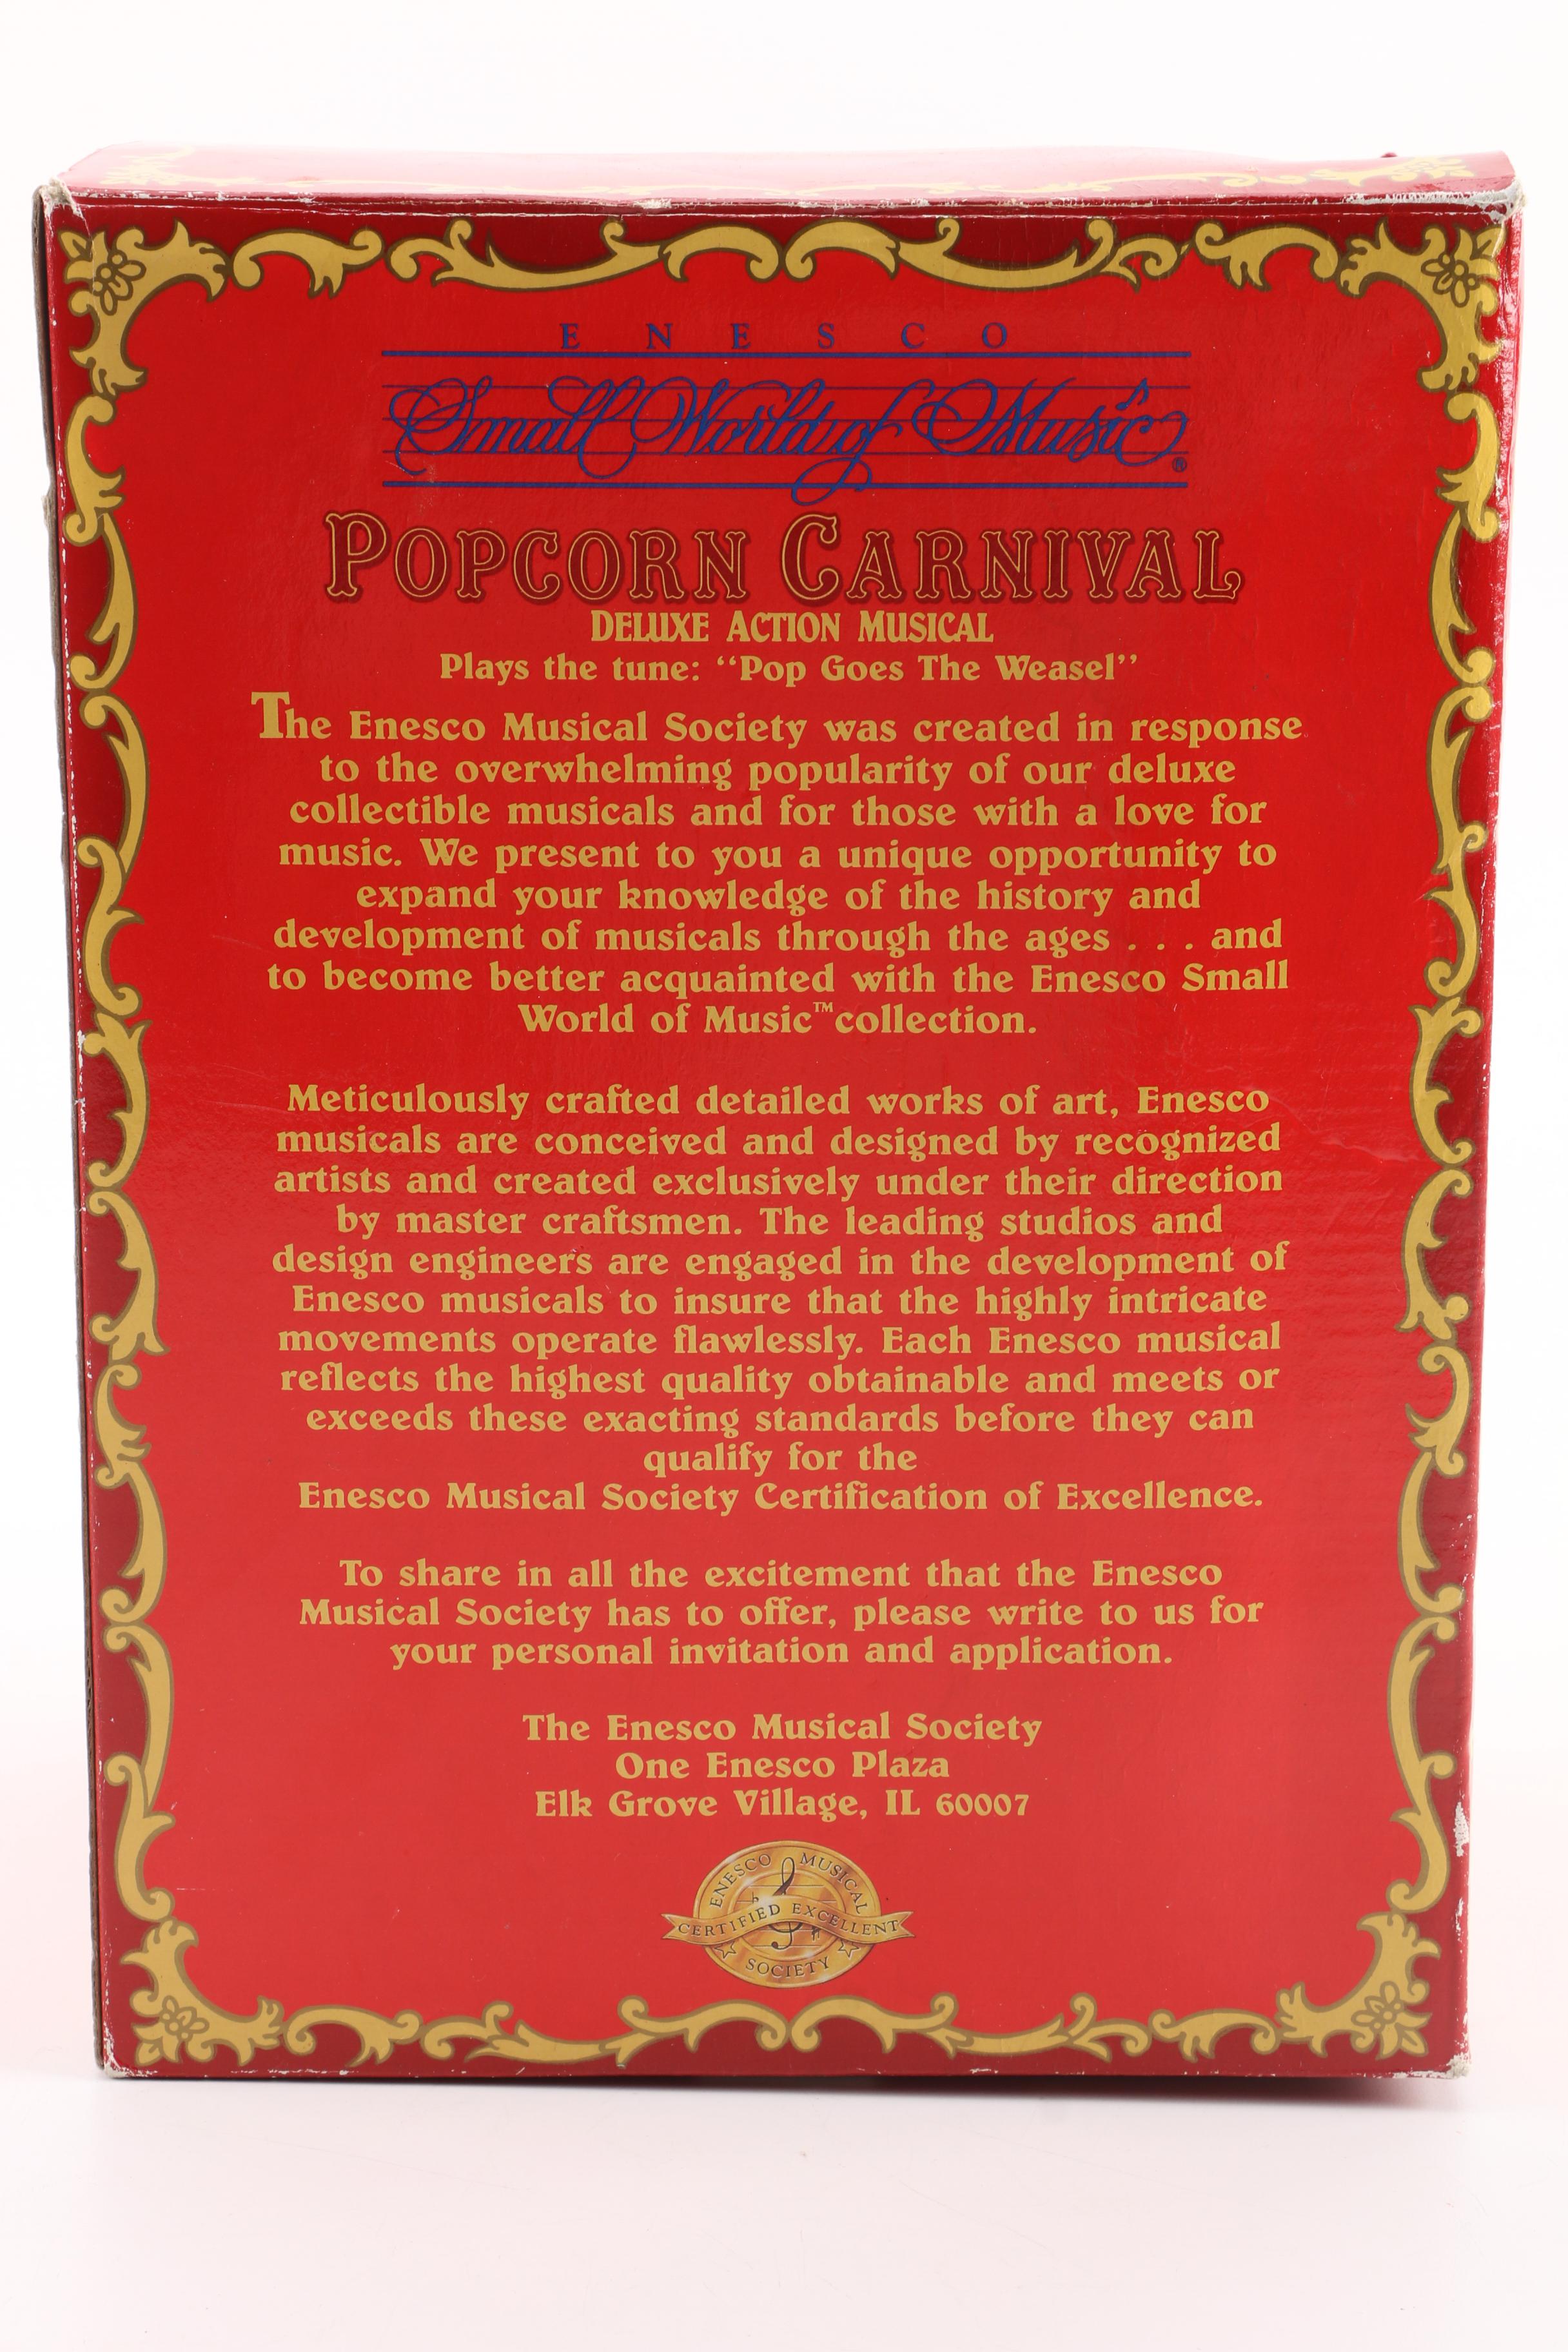 ENESCO
Small World of Music®
POPCORN CARNIVAL
DELUXE ACTION MUSICAL
Plays the tune: “Pop Goes The Weasel”
The Enesco Musical Society was created in response
to the overwhelming popularity of our deluxe
collectible musicals and for those with a love for
music. We present to you a unique opportunity to
expand your knowledge of the history and
development of musicals through the ages . . . and
to become better acquainted with the Enesco Small
World of Music™ collection.
Meticulously crafted detailed works of art, Enesco
musicals are conceived and designed by recognized
artists and created exclusively under their direction
by master craftsmen. The leading studios and
design engineers are engaged in the development of
Enesco musicals to insure that the highly intricate
movements operate flawlessly. Each Enesco musical
reflects the highest quality obtainable and meets or
exceeds these exacting standards before they can
qualify for the
Enesco Musical Society Certification of Excellence.
To share in all the excitement that the Enesco
Musical Society has to offer, please write to us for
your personal invitation and application.
The Enesco Musical Society
One Enesco Plaza
Elk Grove Village, IL 60007
ENESCO MUSICAL
CERTIFIED EXCELLENT
SOCIETY